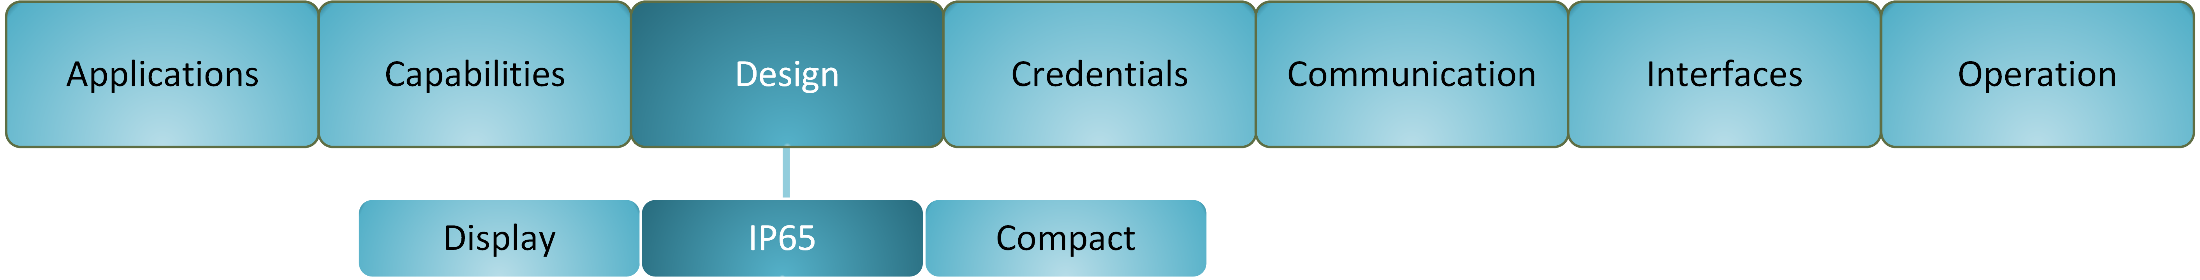 Applications Capabilities Design Credentials Communication Interfaces Operation
Display IP65 Compact